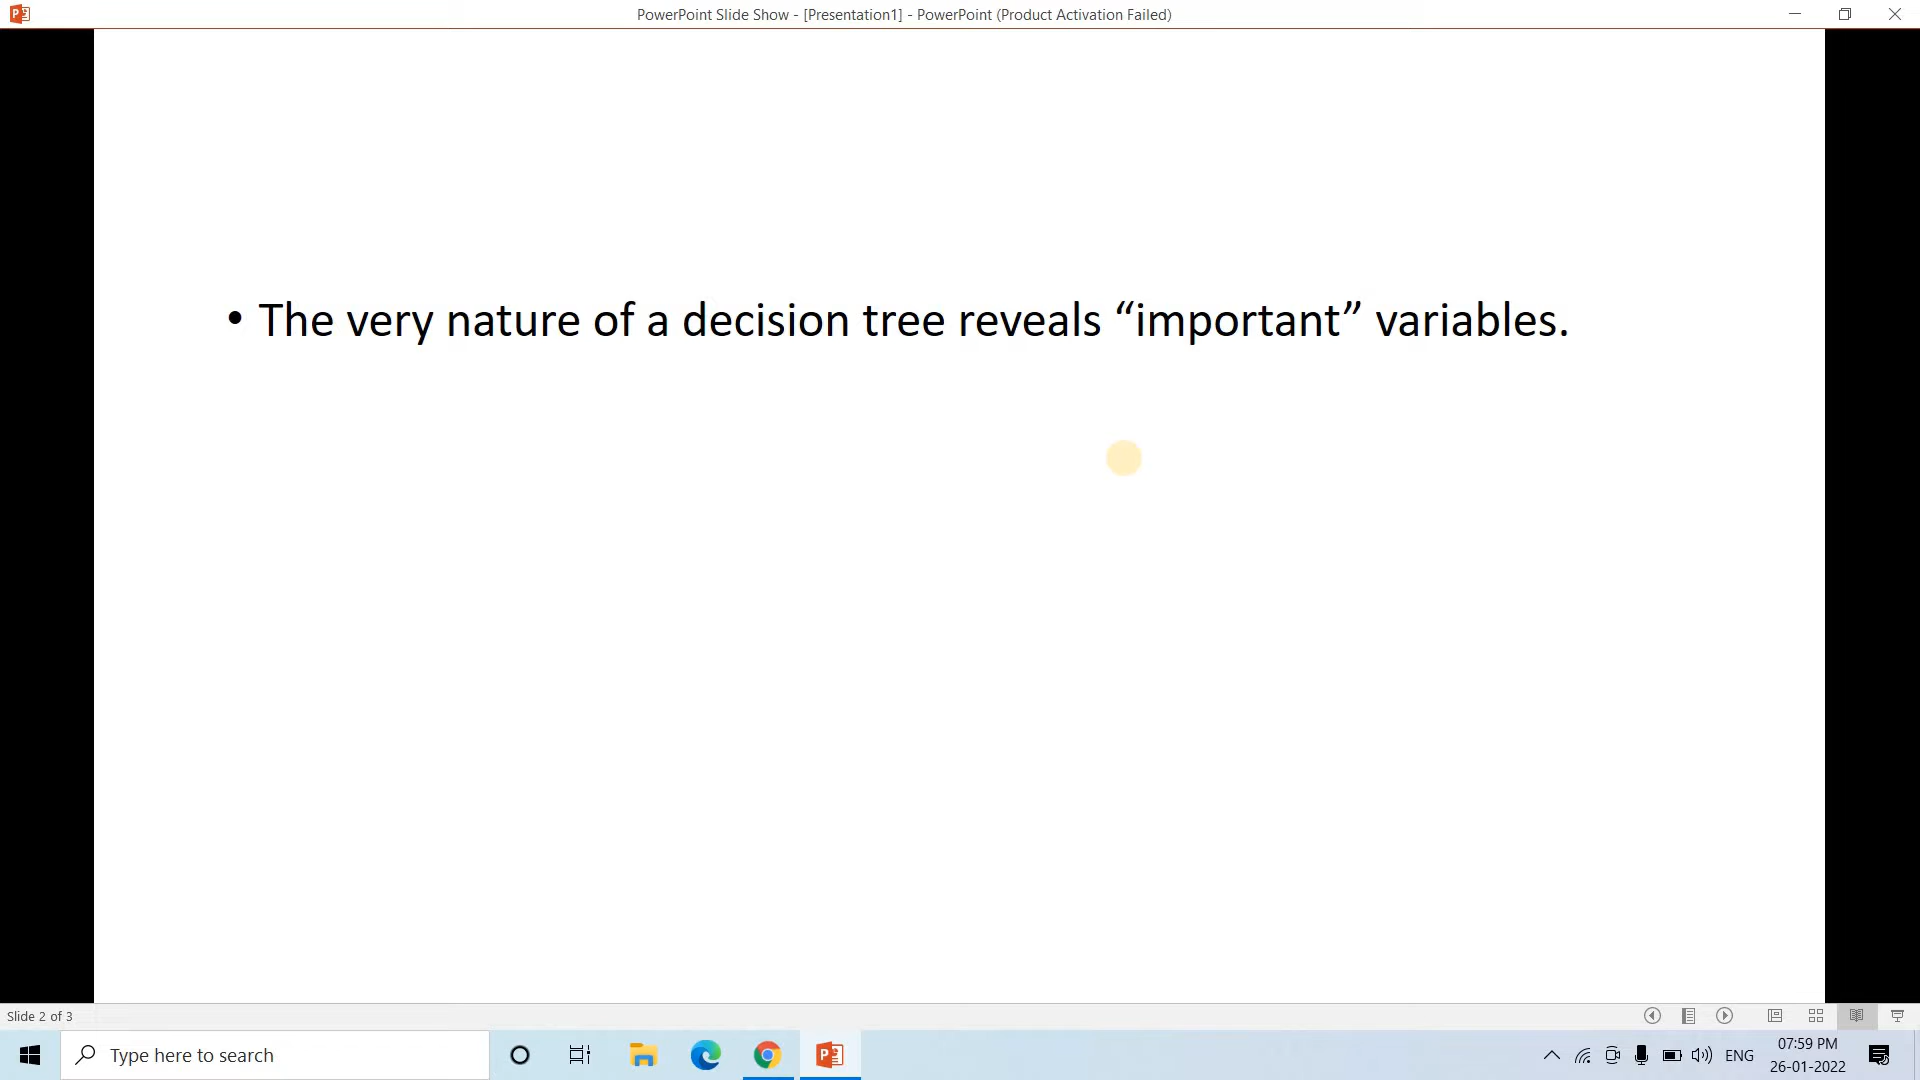 PowerPoint Slide Show - [Presentation1] - PowerPoint (Product Activation Failed)
• The very nature of a decision tree reveals “important” variables.
Slide 2 of 3
Type here to search
ENG
07:59 PM
26-01-2022